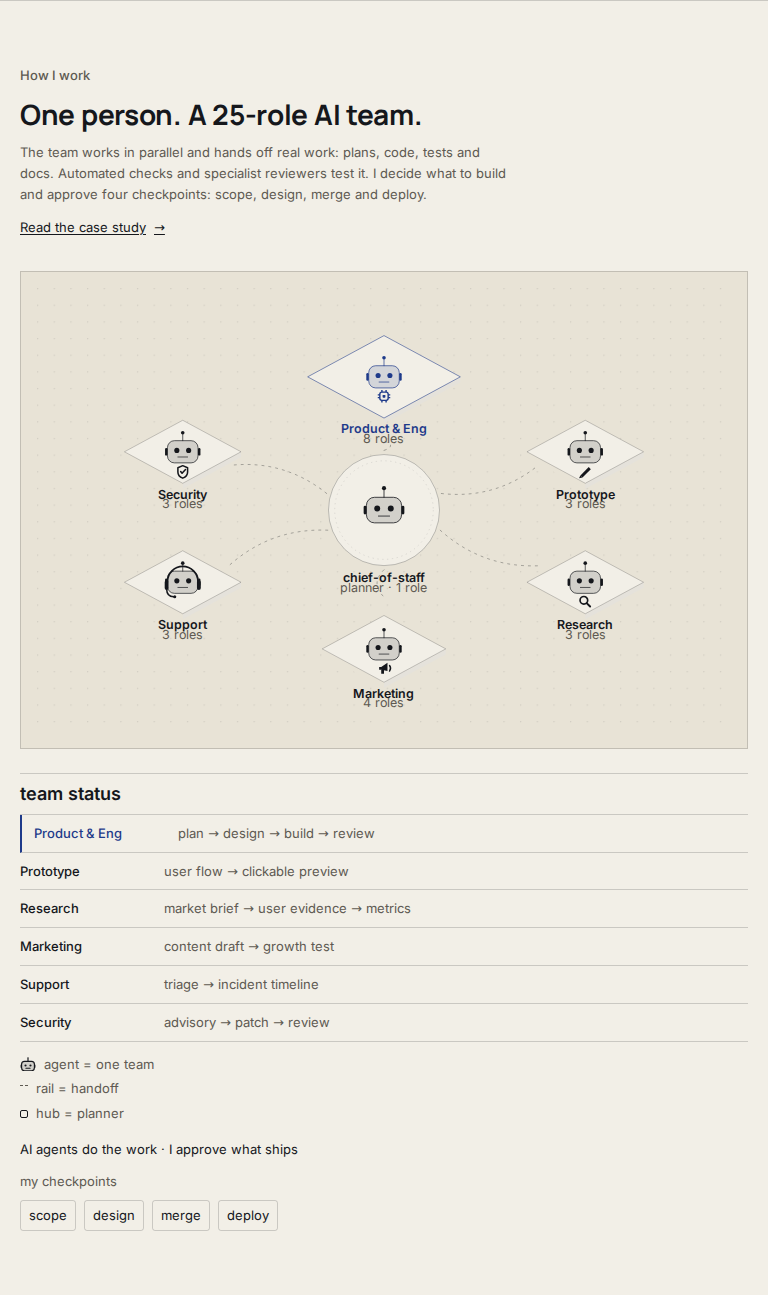 How I work
One person. A 25-role AI team.
The team works in parallel and hands off real work: plans, code, tests and
docs. Automated checks and specialist reviewers test it. I decide what to build
and approve four checkpoints: scope, design, merge and deploy.
Read the case study →
Product & Eng
8 roles
Security
3 roles
Prototype
3 roles
chief-of-staff
planner · 1 role
Support
3 roles
Research
3 roles
Marketing
4 roles
team status
Product & Eng plan → design → build → review
Prototype user flow → clickable preview
Research market brief → user evidence → metrics
Marketing content draft → growth test
Support triage → incident timeline
Security advisory → patch → review
agent = one team
rail = handoff
hub = planner
AI agents do the work · I approve what ships
my checkpoints
scope design merge deploy